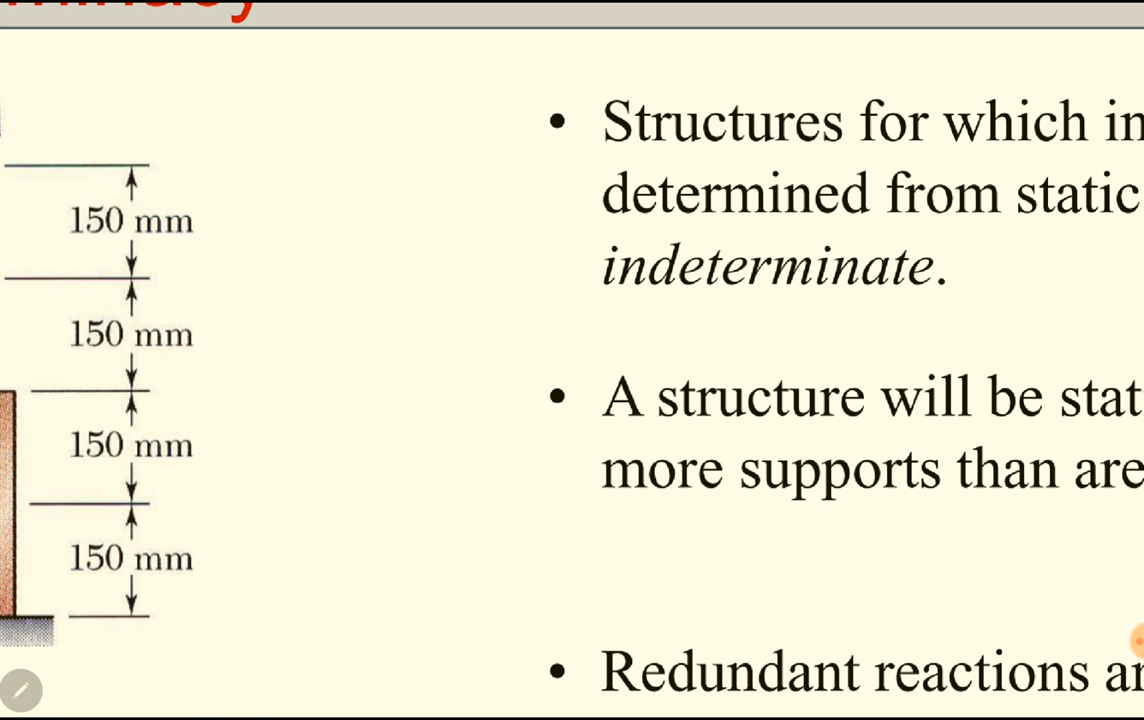 150 mm
150 mm
150 mm
150 mm
• Structures for which in
determined from static
indeterminate.
• A structure will be stat
more supports than are
• Redundant reactions ar